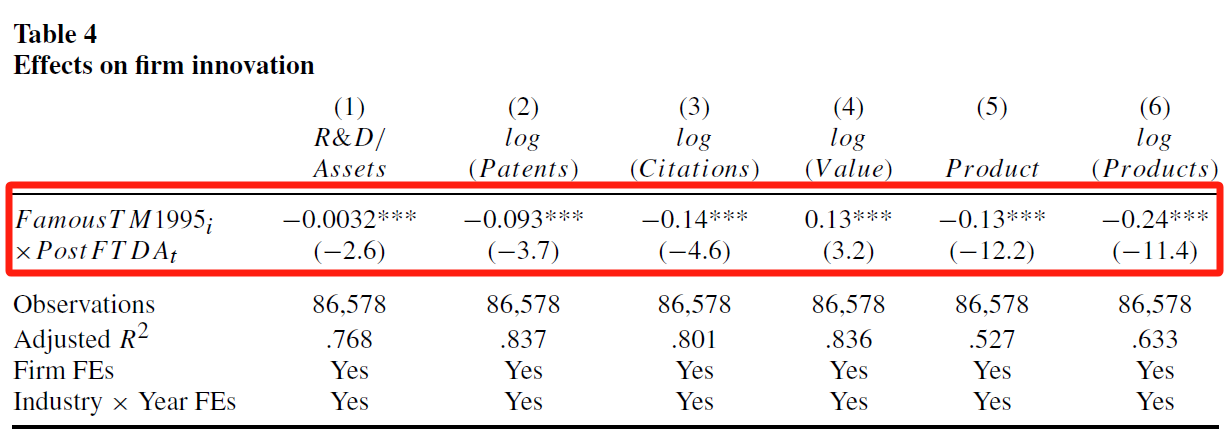 Table 4
Effects on firm innovation
(1) (2) (3) (4) (5) (6)
R&D/ log log log log
Assets (Patents) (Citations) (Value) Product (Products)
FamousTM1995i −0.0032*** −0.093*** −0.14*** 0.13*** −0.13*** −0.24***
×PostFTDAt (−2.6) (−3.7) (−4.6) (3.2) (−12.2) (−11.4)
Observations 86,578 86,578 86,578 86,578 86,578 86,578
Adjusted R2 .768 .837 .801 .836 .527 .633
Firm FEs Yes Yes Yes Yes Yes Yes
Industry × Year FEs Yes Yes Yes Yes Yes Yes